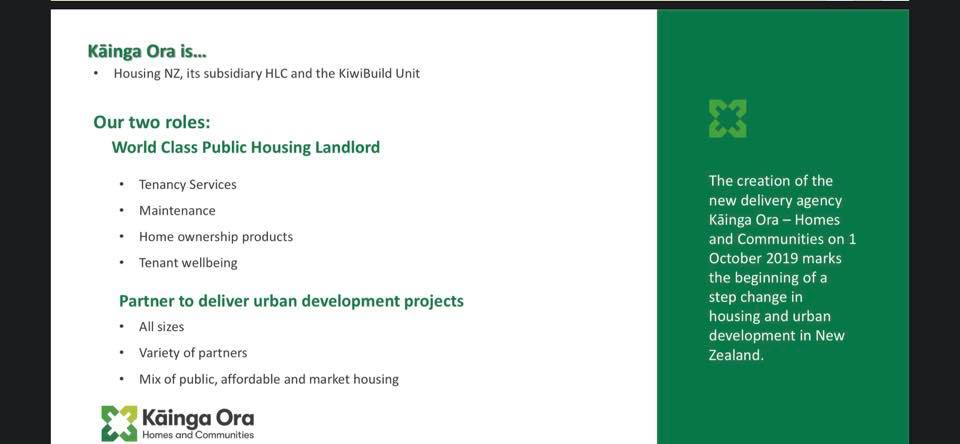 Kāinga Ora is...
• Housing NZ, its subsidiary HLC and the KiwiBuild Unit
Our two roles:
World Class Public Housing Landlord
• Tenancy Services
• Maintenance
• Home ownership products
• Tenant wellbeing
Partner to deliver urban development projects
• All sizes
• Variety of partners
• Mix of public, affordable and market housing
Kāinga Ora
Homes and Communities
The creation of the
new delivery agency
Kāinga Ora – Homes
and Communities on 1
October 2019 marks
the beginning of a
step change in
housing and urban
development in New
Zealand.